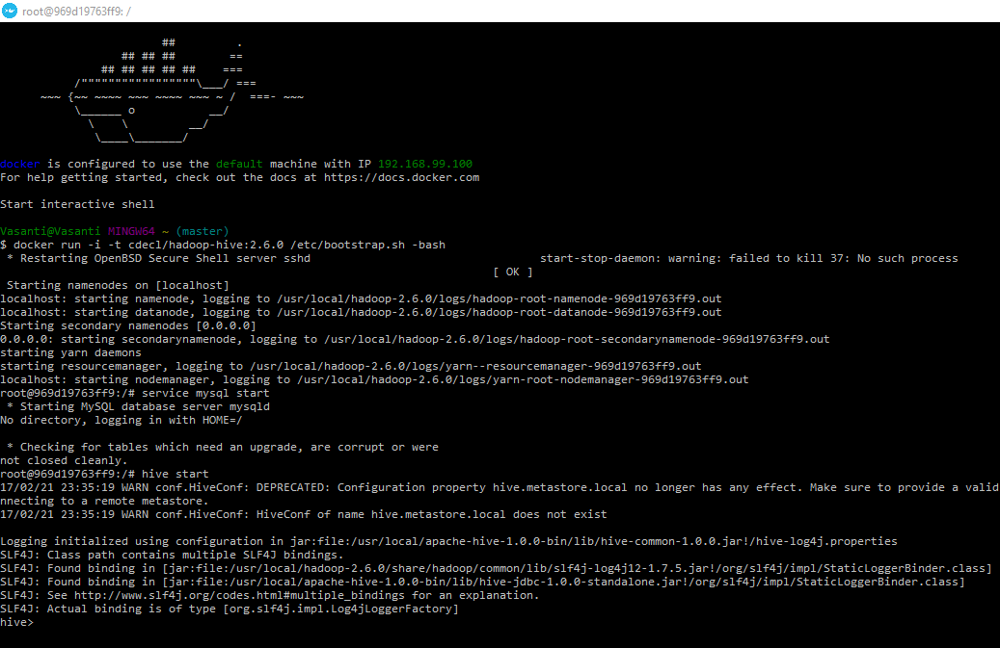 root@969d19763ff9: /
                        ##         .
                  ## ## ##        ==
               ## ## ## ## ##    ===
           /"""""""""""""""""\___/ ===
      ~~~ {~~ ~~~~ ~~~ ~~~~ ~~~ ~ /  ===- ~~~
           \______ o           __/
             \    \         __/
              \____\_______/
docker is configured to use the default machine with IP 192.168.99.100
For help getting started, check out the docs at https://docs.docker.com
Start interactive shell
Vasanti@Vasanti MINGW64 ~ (master)
$ docker run -i -t cdecl/hadoop-hive:2.6.0 /etc/bootstrap.sh -bash
 * Restarting OpenBSD Secure Shell server sshd                                  start-stop-daemon: warning: failed to kill 37: No such process
                                                                         [ OK ]
 Starting namenodes on [localhost]
localhost: starting namenode, logging to /usr/local/hadoop-2.6.0/logs/hadoop-root-namenode-969d19763ff9.out
localhost: starting datanode, logging to /usr/local/hadoop-2.6.0/logs/hadoop-root-datanode-969d19763ff9.out
Starting secondary namenodes [0.0.0.0]
0.0.0.0: starting secondarynamenode, logging to /usr/local/hadoop-2.6.0/logs/hadoop-root-secondarynamenode-969d19763ff9.out
starting yarn daemons
starting resourcemanager, logging to /usr/local/hadoop-2.6.0/logs/yarn--resourcemanager-969d19763ff9.out
localhost: starting nodemanager, logging to /usr/local/hadoop-2.6.0/logs/yarn-root-nodemanager-969d19763ff9.out
root@969d19763ff9:/# service mysql start
 * Starting MySQL database server mysqld
No directory, logging in with HOME=/
 * Checking for tables which need an upgrade, are corrupt or were
not closed cleanly.
root@969d19763ff9:/# hive start
17/02/21 23:35:19 WARN conf.HiveConf: DEPRECATED: Configuration property hive.metastore.local no longer has any effect. Make sure to provide a valid
nnecting to a remote metastore.
17/02/21 23:35:19 WARN conf.HiveConf: HiveConf of name hive.metastore.local does not exist
Logging initialized using configuration in jar:file:/usr/local/apache-hive-1.0.0-bin/lib/hive-common-1.0.0.jar!/hive-log4j.properties
SLF4J: Class path contains multiple SLF4J bindings.
SLF4J: Found binding in [jar:file:/usr/local/hadoop-2.6.0/share/hadoop/common/lib/slf4j-log4j12-1.7.5.jar!/org/slf4j/impl/StaticLoggerBinder.class]
SLF4J: Found binding in [jar:file:/usr/local/apache-hive-1.0.0-bin/lib/hive-jdbc-1.0.0-standalone.jar!/org/slf4j/impl/StaticLoggerBinder.class]
SLF4J: See http://www.slf4j.org/codes.html#multiple_bindings for an explanation.
SLF4J: Actual binding is of type [org.slf4j.impl.Log4jLoggerFactory]
hive>